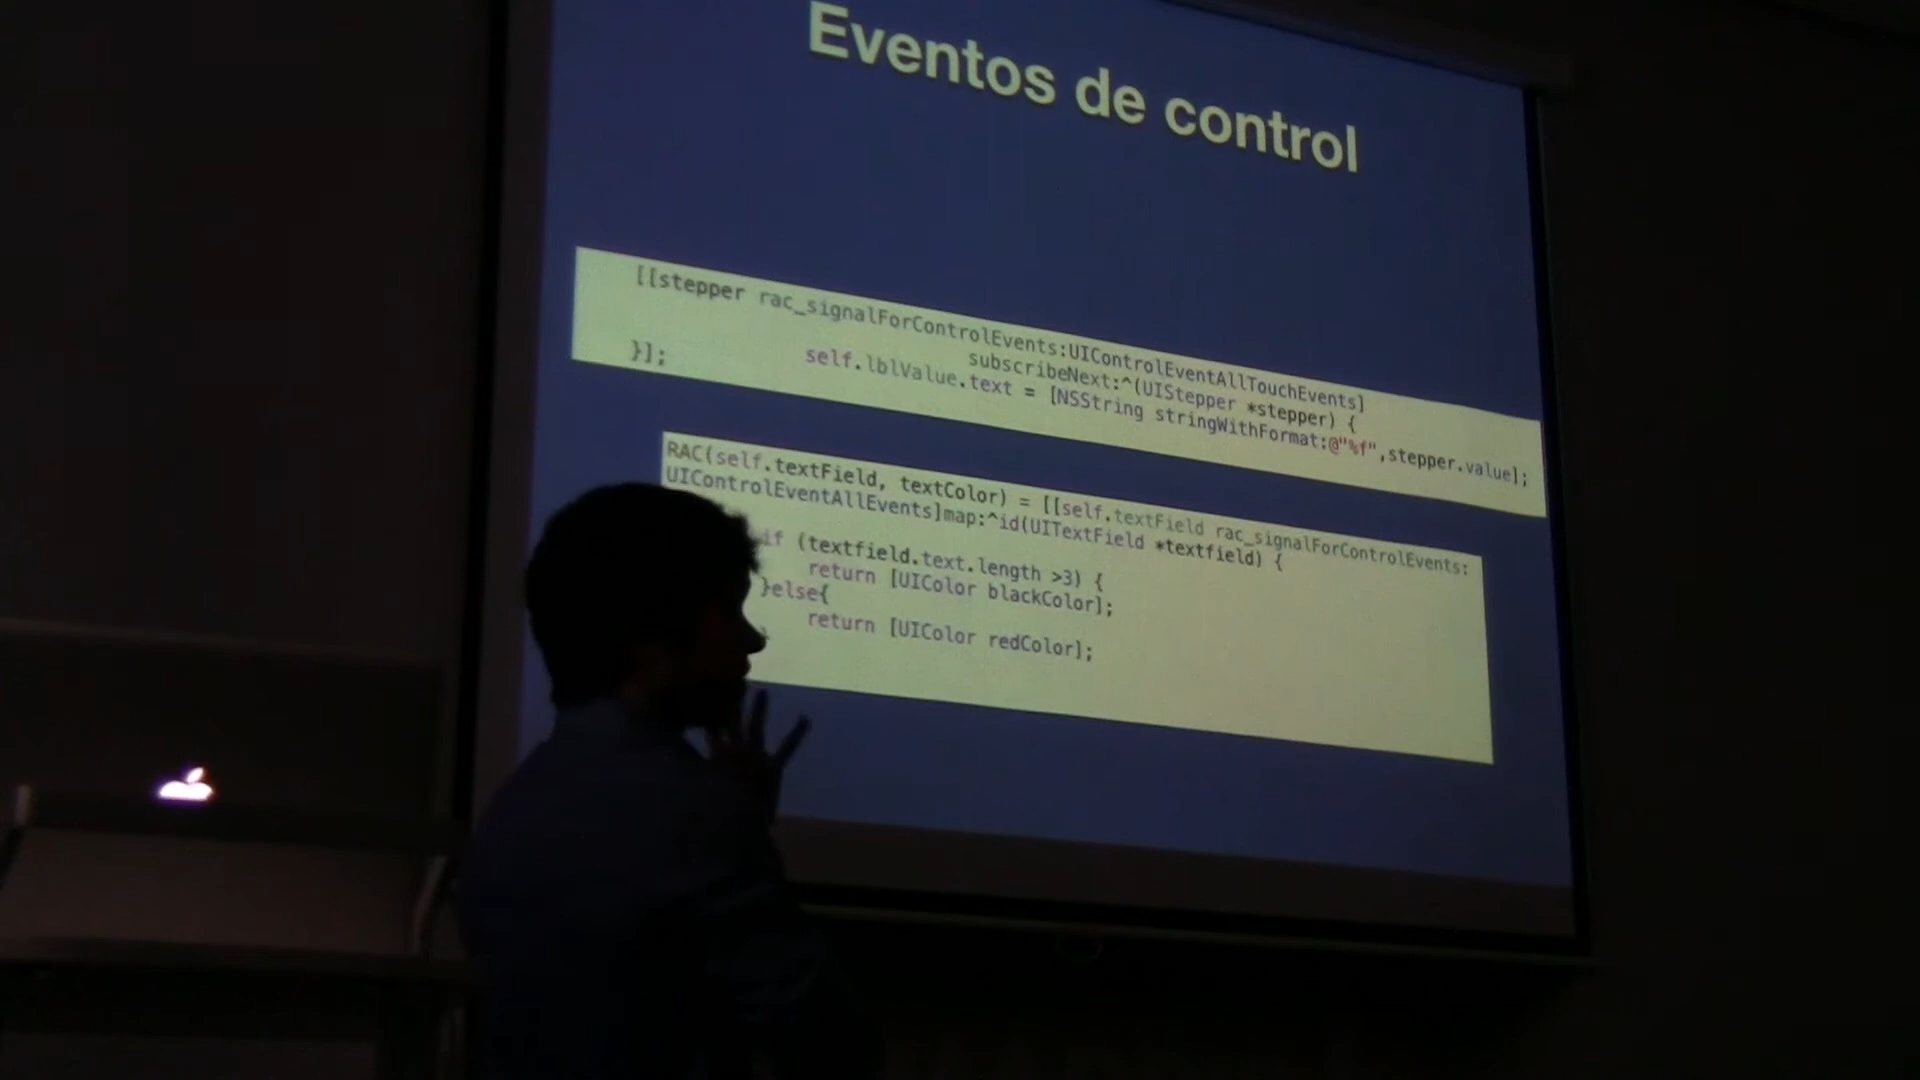 Eventos de control
[[stepper rac_signalForControlEvents:UIControlEventAllTouchEvents]
subscribeNext:^(UIStepper *stepper) {
self.lblValue.text = [NSString stringWithFormat:@"%f",stepper.value];
}];
RAC(self.textField, textColor) = [[self.textField rac_signalForControlEvents:
UIControlEventAllEvents]map:^id(UITextField *textfield) {
if (textfield.text.length >3) {
return [UIColor blackColor];
}else{
return [UIColor redColor];